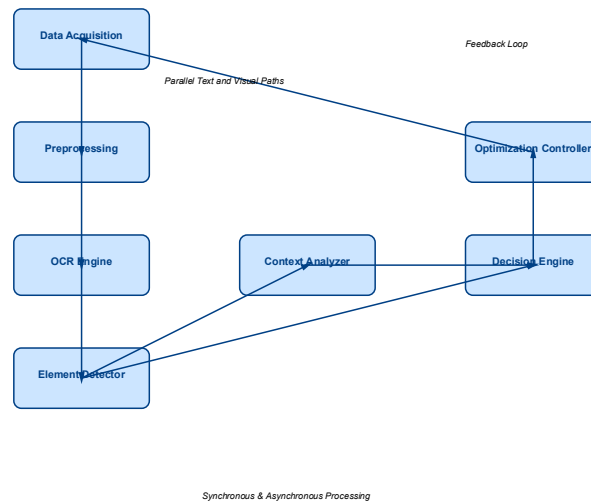 Data Acquisition
Feedback Loop
Parallel Text and Visual Paths
Preprocessing
Optimization Controller
OCR Engine
Context Analyzer
Decision Engine
Element Detector
Synchronous & Asynchronous Processing